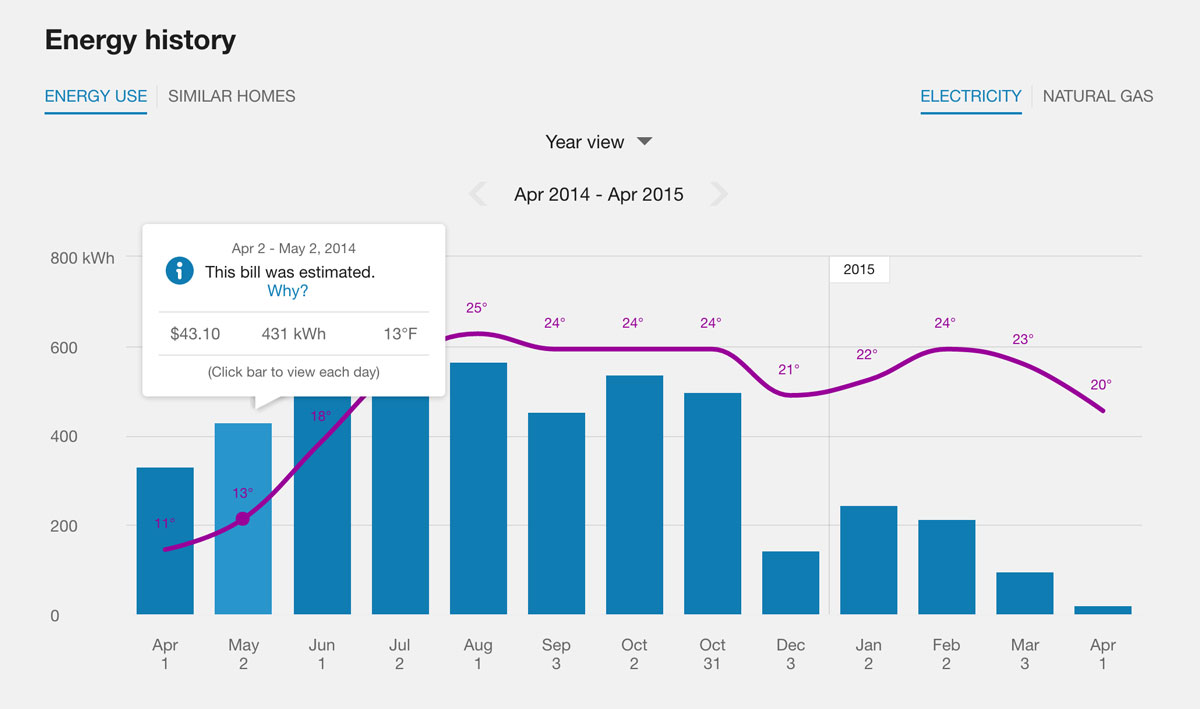 Energy history
ENERGY USE SIMILAR HOMES
ELECTRICITY NATURAL GAS
Year view
Apr 2014 - Apr 2015
Apr 2 - May 2, 2014
This bill was estimated.
Why?
$43.10 431 kWh 13°F
(Click bar to view each day)
800 kWh
600
400
200
0
2015
11°
13°
18°
25°
24°
24°
24°
21°
22°
24°
23°
20°
Apr
1
May
2
Jun
1
Jul
2
Aug
1
Sep
3
Oct
2
Oct
31
Dec
3
Jan
2
Feb
2
Mar
3
Apr
1